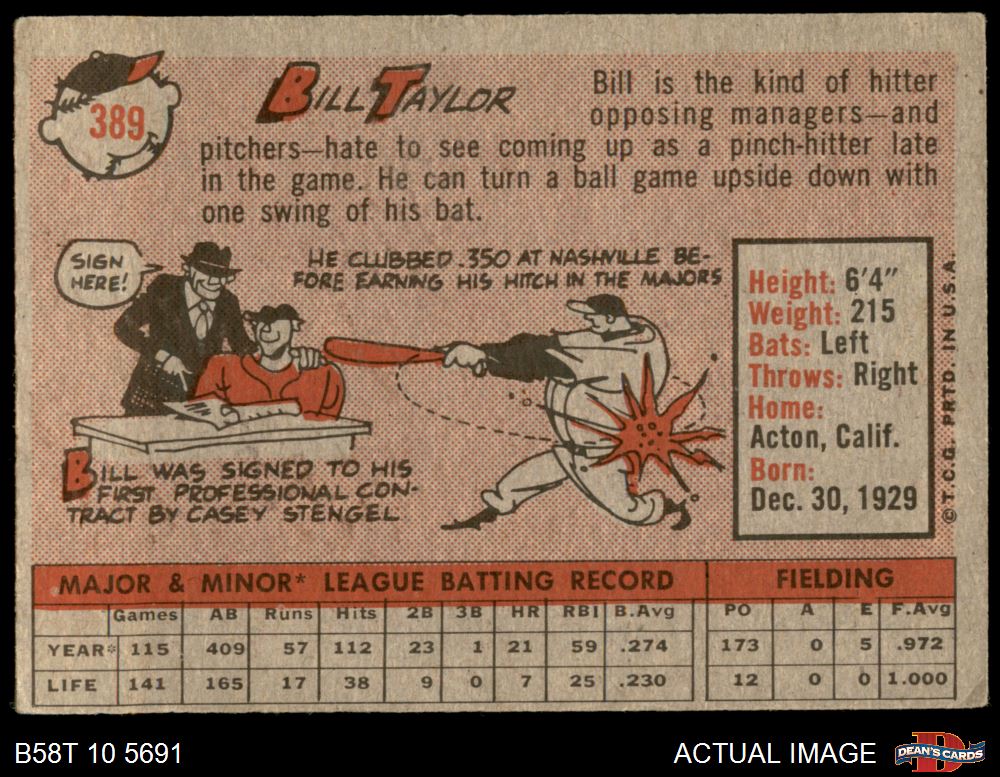 389
BILL TAYLOR
Bill is the kind of hitter
opposing managers—and
pitchers—hate to see coming up as a pinch-hitter late
in the game. He can turn a ball game upside down with
one swing of his bat.
SIGN
HERE!
HE CLUBBED .350 AT NASHVILLE BE-
FORE EARNING HIS HITCH IN THE MAJORS
BILL WAS SIGNED TO HIS
FIRST PROFESSIONAL CON-
TRACT BY CASEY STENGEL
Height: 6'4"
Weight: 215
Bats: Left
Throws: Right
Home:
Acton, Calif.
Born:
Dec. 30, 1929
©T.C.G. PRTD. IN U.S.A.
MAJOR & MINOR* LEAGUE BATTING RECORD FIELDING
Games AB Runs Hits 2B 3B HR RBI B.Avg PO A E F.Avg
YEAR* 115 409 57 112 23 1 21 59 .274 173 0 5 .972
LIFE 141 165 17 38 9 0 7 25 .230 12 0 0 1.000
B58T 10 5691 ACTUAL IMAGE DEAN'S CARDS